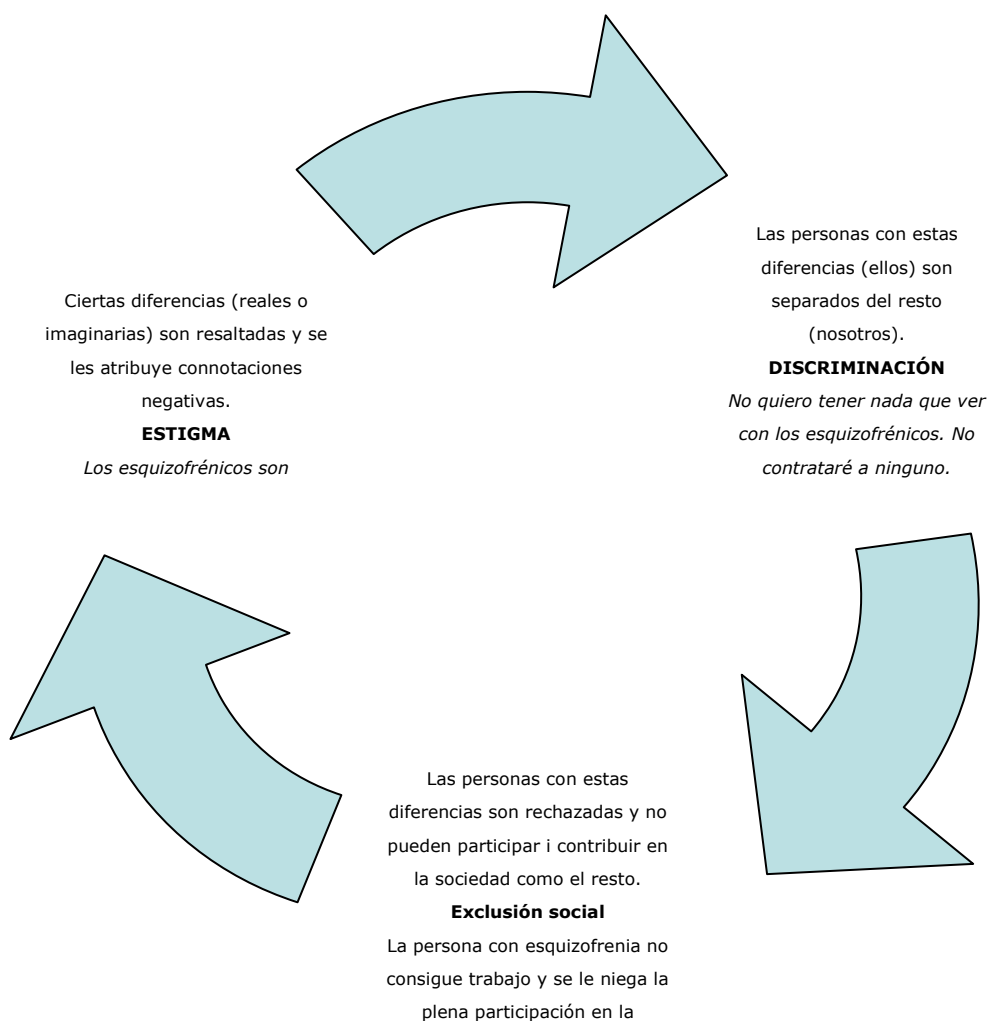 Ciertas diferencias (reales o
imaginarias) son resaltadas y se
les atribuye connotaciones
negativas.
ESTIGMA
Los esquizofrénicos son
Las personas con estas
diferencias (ellos) son
separados del resto
(nosotros).
DISCRIMINACIÓN
No quiero tener nada que ver
con los esquizofrénicos. No
contrataré a ninguno.
Las personas con estas
diferencias son rechazadas y no
pueden participar i contribuir en
la sociedad como el resto.
Exclusión social
La persona con esquizofrenia no
consigue trabajo y se le niega la
plena participación en la